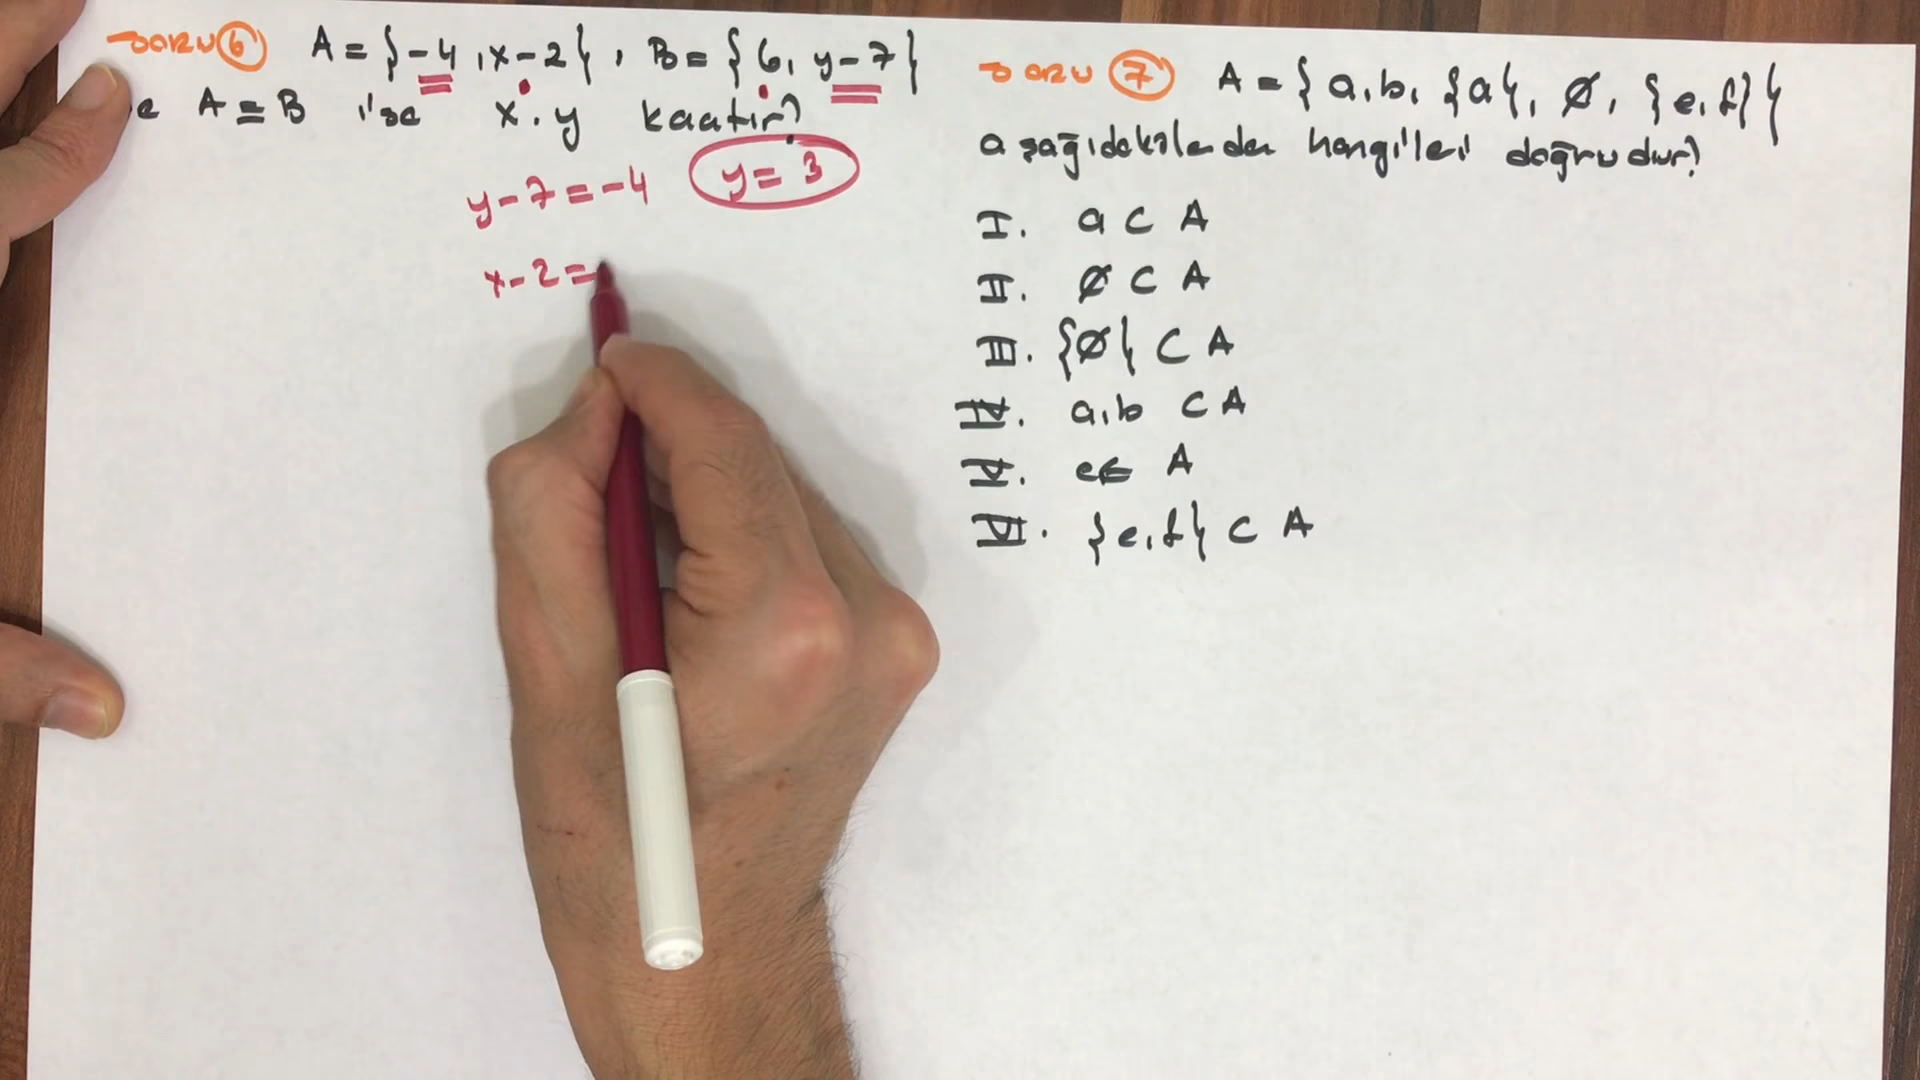 SORU 6 A = {-4, x-2}, B = {6, y-7}
A = B ise x.y kaçtır?
y-7 = -4 y = 3
x-2 =
SORU 7 A = {a, b, {a}, Ø, {e, f}}
aşağıdakilerden hangileri doğrudur?
I. a ⊂ A
II. Ø ⊂ A
III. {Ø} ⊂ A
IV. a,b ⊂ A
V. e ∈ A
VI. {e, f} ⊂ A